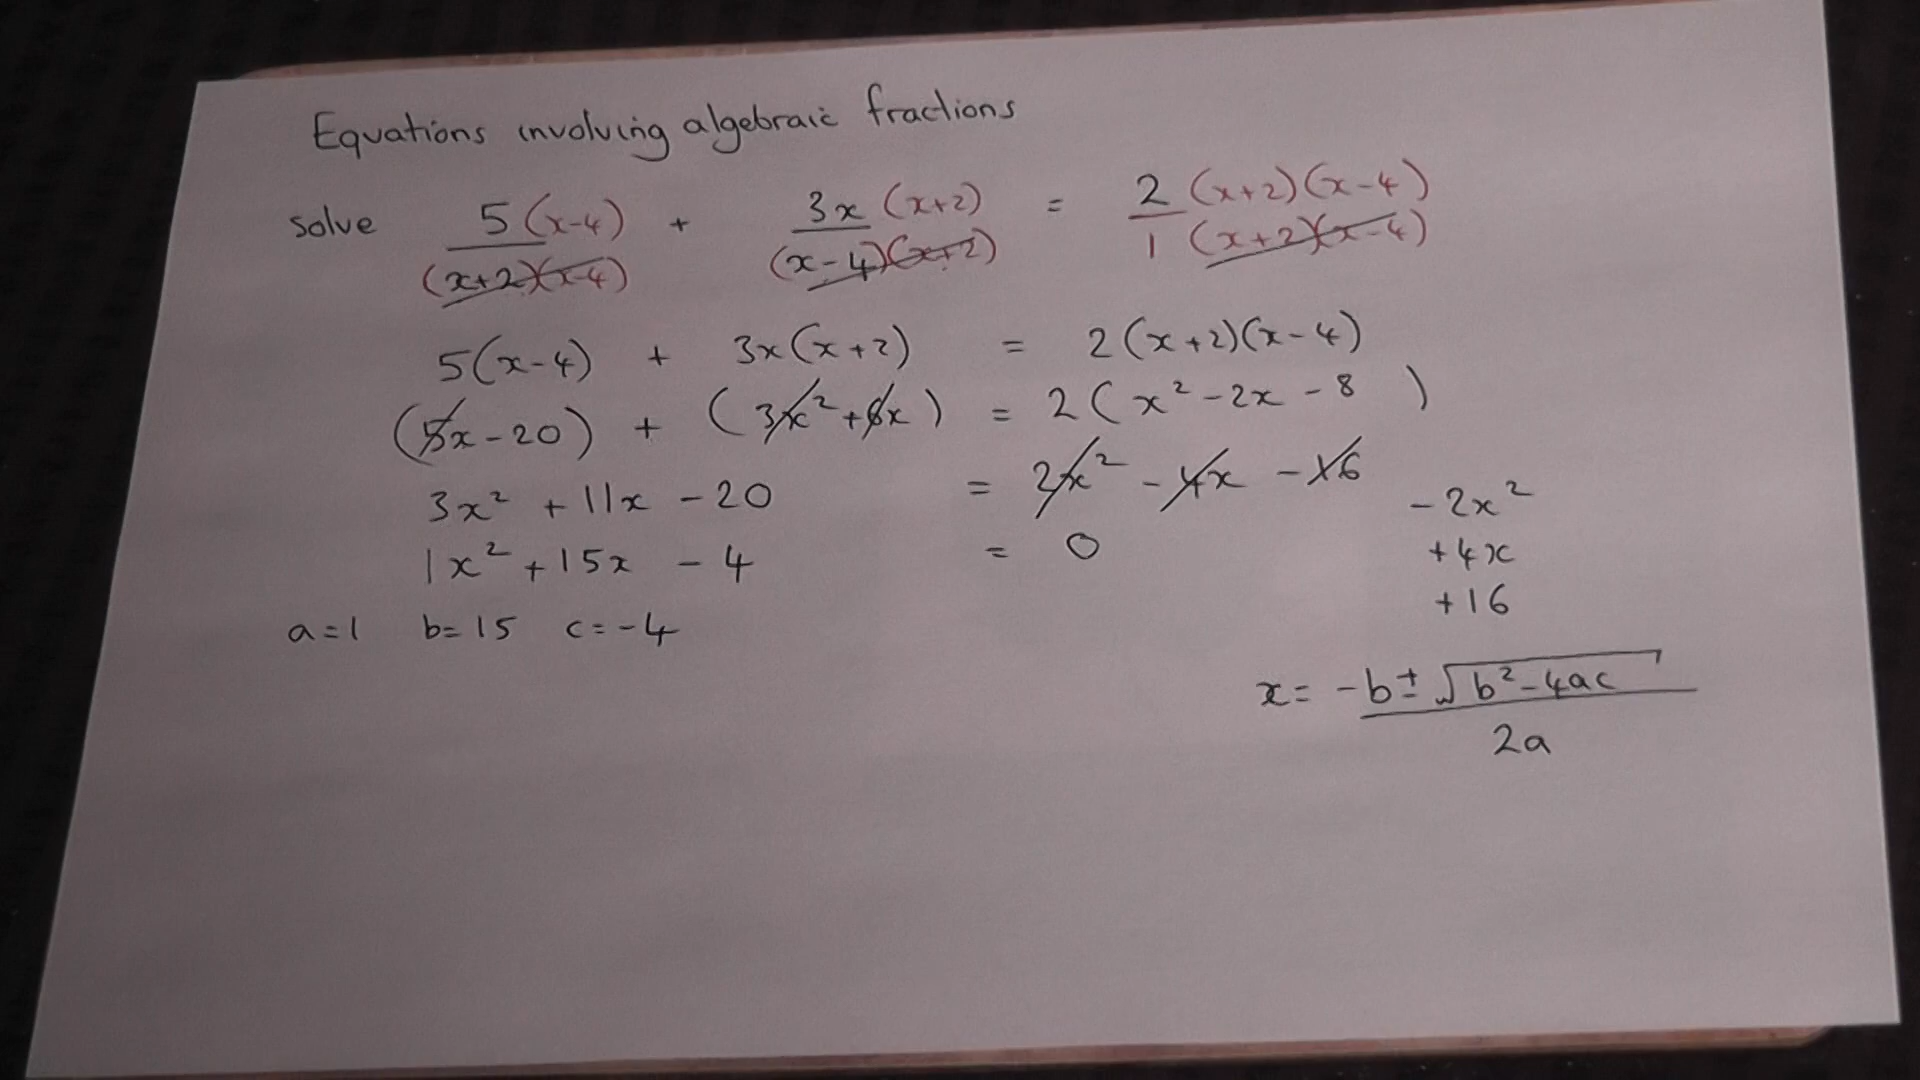 Equations involving algebraic fractions
solve 5(x-4)/(x+2)(x-4) + 3x(x+2)/(x-4)(x+2) = 2(x+2)(x-4)/1(x+2)(x-4)
5(x-4) + 3x(x+2) = 2(x+2)(x-4)
(5x-20) + (3x²+6x) = 2(x²-2x-8)
3x² + 11x - 20 = 2x² - 4x - 16
-2x²
1x² + 15x - 4 = 0
+4x
+16
a=1 b=15 c=-4
x = -b±√b²-4ac/2a